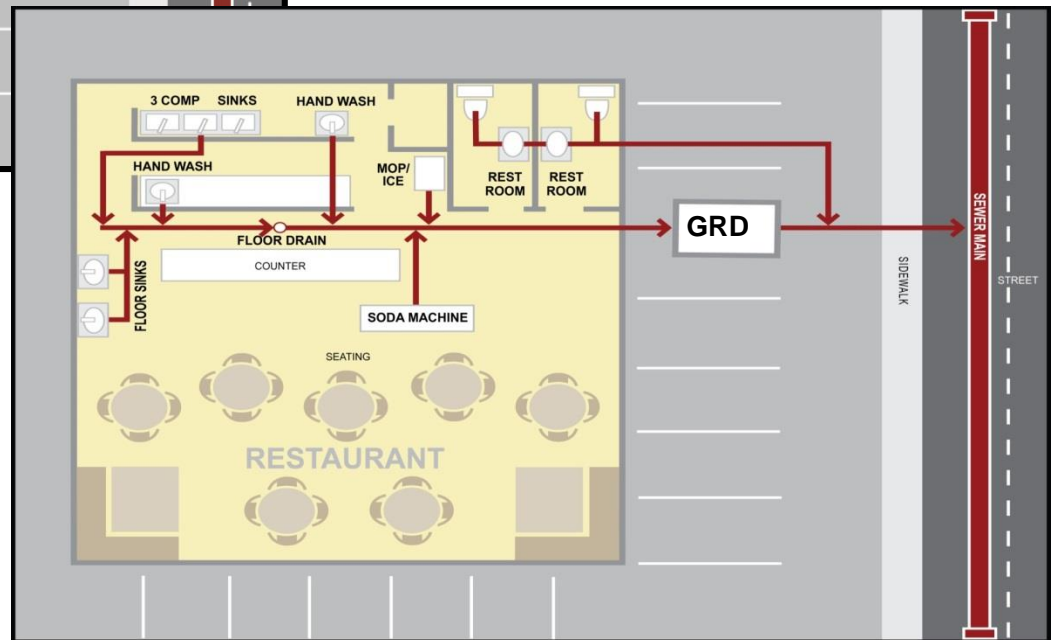 3 COMP SINKS
HAND WASH
HAND WASH
MOP/
ICE
REST
ROOM
REST
ROOM
GRD
FLOOR DRAIN
COUNTER
FLOOR SINKS
SODA MACHINE
SEATING
RESTAURANT
SIDEWALK
SEWER MAIN
STREET